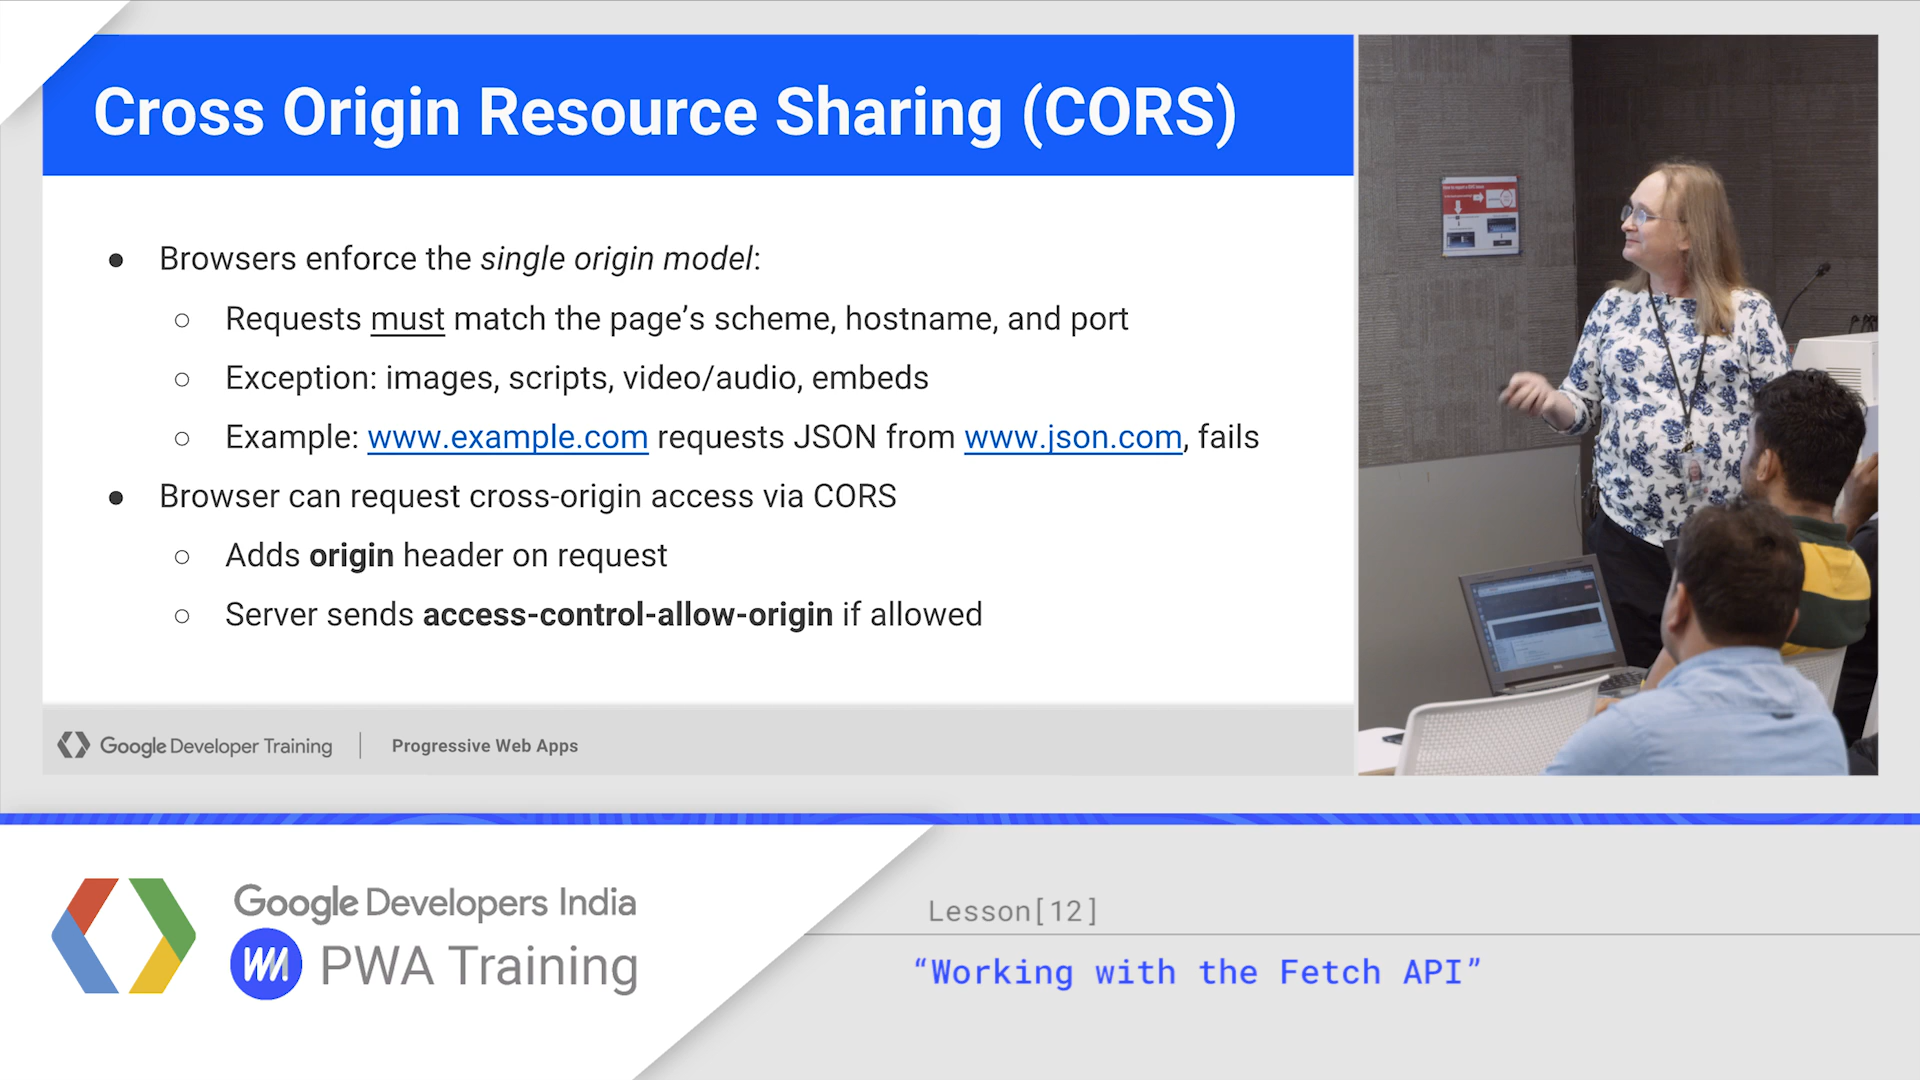 Cross Origin Resource Sharing (CORS)
● Browsers enforce the single origin model:
○ Requests must match the page’s scheme, hostname, and port
○ Exception: images, scripts, video/audio, embeds
○ Example: www.example.com requests JSON from www.json.com, fails
● Browser can request cross-origin access via CORS
○ Adds origin header on request
○ Server sends access-control-allow-origin if allowed
Google Developer Training | Progressive Web Apps
Google Developers India
PWA Training
Lesson[12]
“Working with the Fetch API”